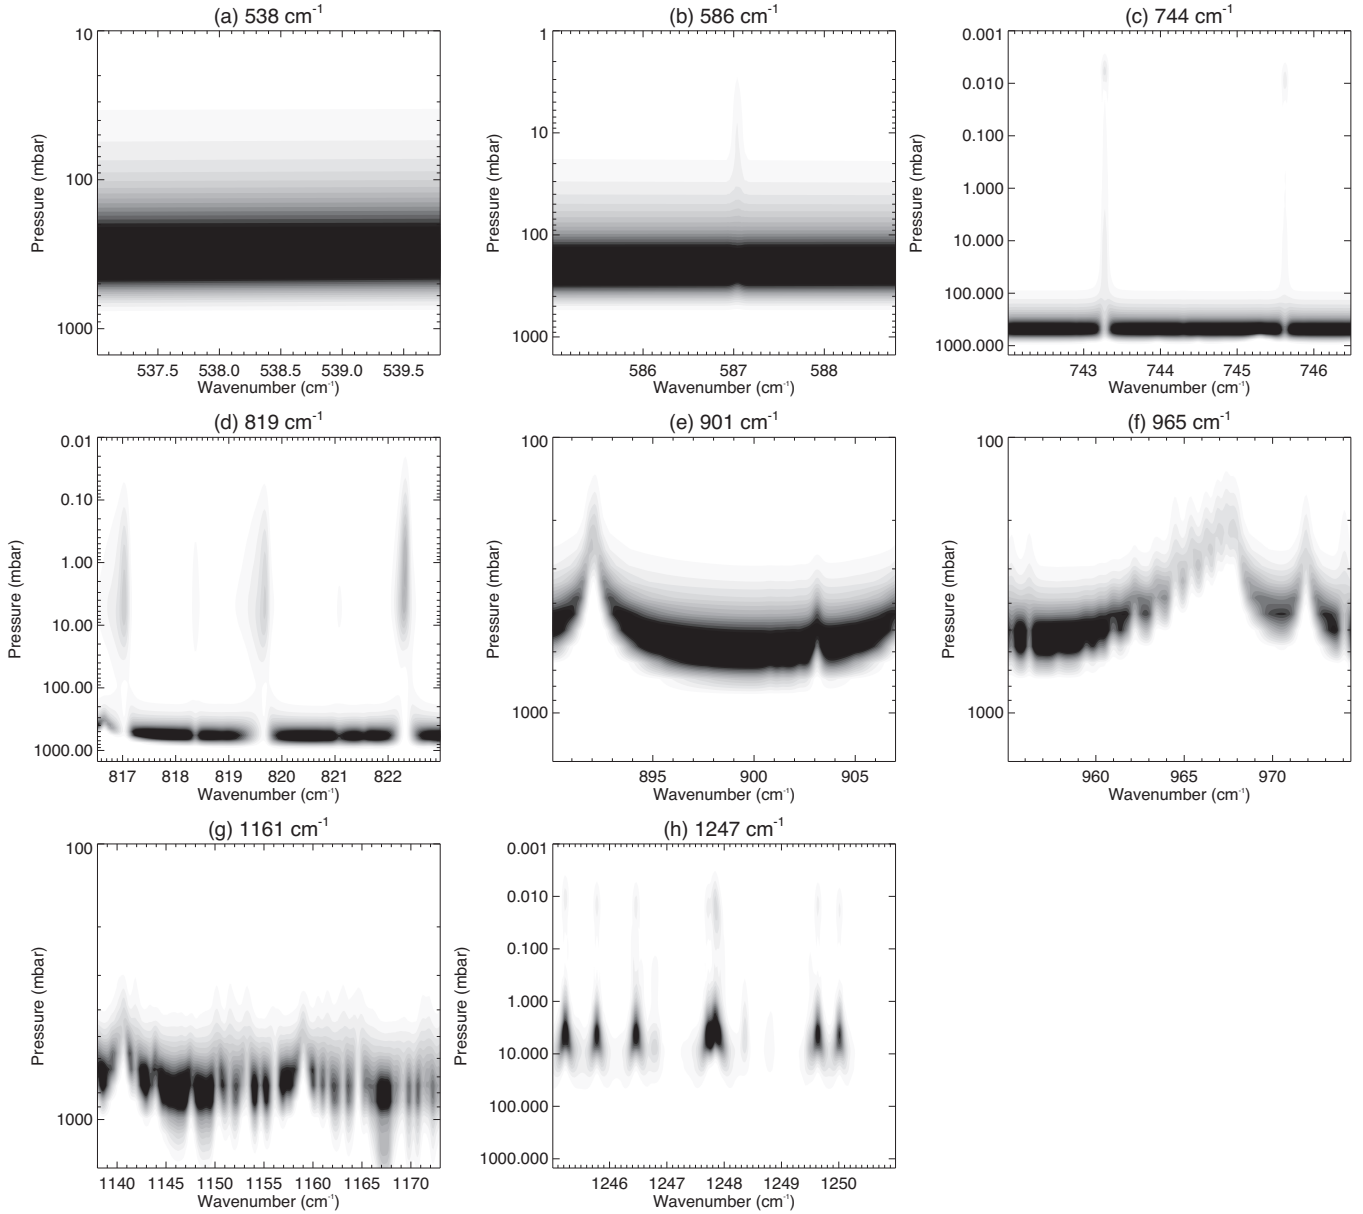 (a) 538 cm⁻¹
10
100
1000
Pressure (mbar)
537.5 538.0 538.5 539.0 539.5
Wavenumber (cm⁻¹)
(b) 586 cm⁻¹
1
10
100
1000
Pressure (mbar)
586 587 588
Wavenumber (cm⁻¹)
(c) 744 cm⁻¹
0.001
0.010
0.100
1.000
10.000
100.000
1000.000
Pressure (mbar)
743 744 745 746
Wavenumber (cm⁻¹)
(d) 819 cm⁻¹
0.01
0.10
1.00
10.00
100.00
1000.00
Pressure (mbar)
817 818 819 820 821 822
Wavenumber (cm⁻¹)
(e) 901 cm⁻¹
100
1000
Pressure (mbar)
895 900 905
Wavenumber (cm⁻¹)
(f) 965 cm⁻¹
100
1000
Pressure (mbar)
960 965 970
Wavenumber (cm⁻¹)
(g) 1161 cm⁻¹
100
1000
Pressure (mbar)
1140 1145 1150 1155 1160 1165 1170
Wavenumber (cm⁻¹)
(h) 1247 cm⁻¹
0.001
0.010
0.100
1.000
10.000
100.000
1000.000
Pressure (mbar)
1246 1247 1248 1249 1250
Wavenumber (cm⁻¹)